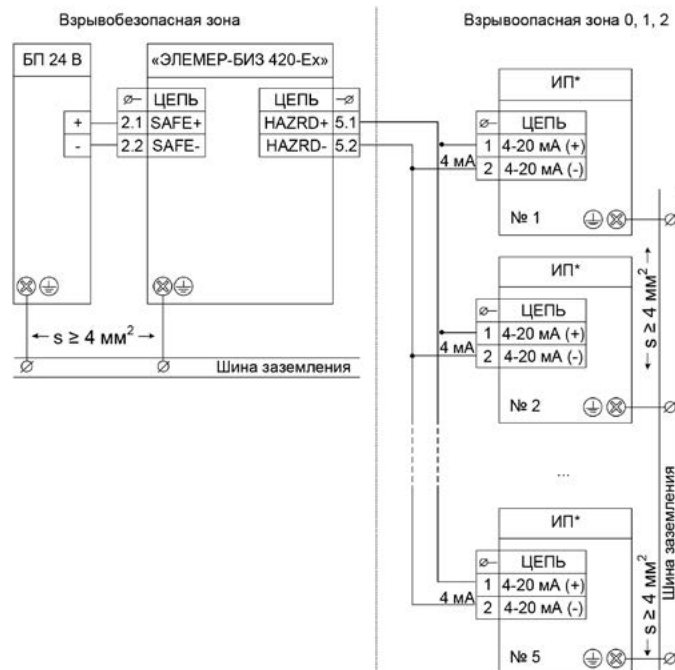 Взрывобезопасная зона
Взрывоопасная зона 0, 1, 2
БП 24 В
+
-
«ЭЛЕМЕР-БИЗ 420-Ex»
ЦЕПЬ
2.1 SAFE+
2.2 SAFE-
ЦЕПЬ
HAZRD+ 5.1
HAZRD- 5.2
s ≥ 4 мм²
Шина заземления
ИП*
ЦЕПЬ
1 4-20 мА (+)
2 4-20 мА (-)
4 мА
№ 1
ИП*
ЦЕПЬ
1 4-20 мА (+)
2 4-20 мА (-)
4 мА
№ 2
s ≥ 4 мм²
...
ИП*
ЦЕПЬ
1 4-20 мА (+)
2 4-20 мА (-)
4 мА
№ 5
s ≥ 4 мм²
Шина заземления